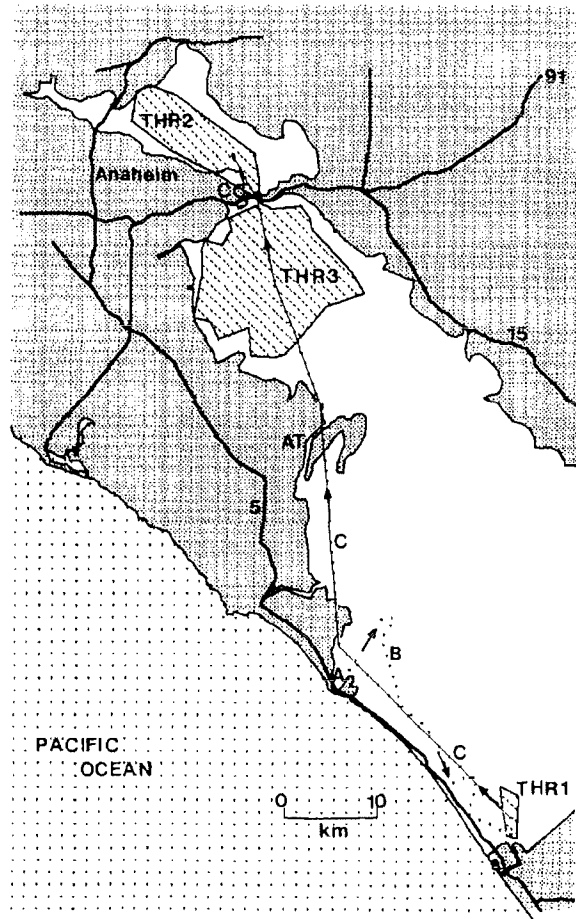 91
THR2
Anaheim
CC
THR3
15
AT
5
C
B
A
C
PACIFIC
OCEAN
THR1
0 10
km